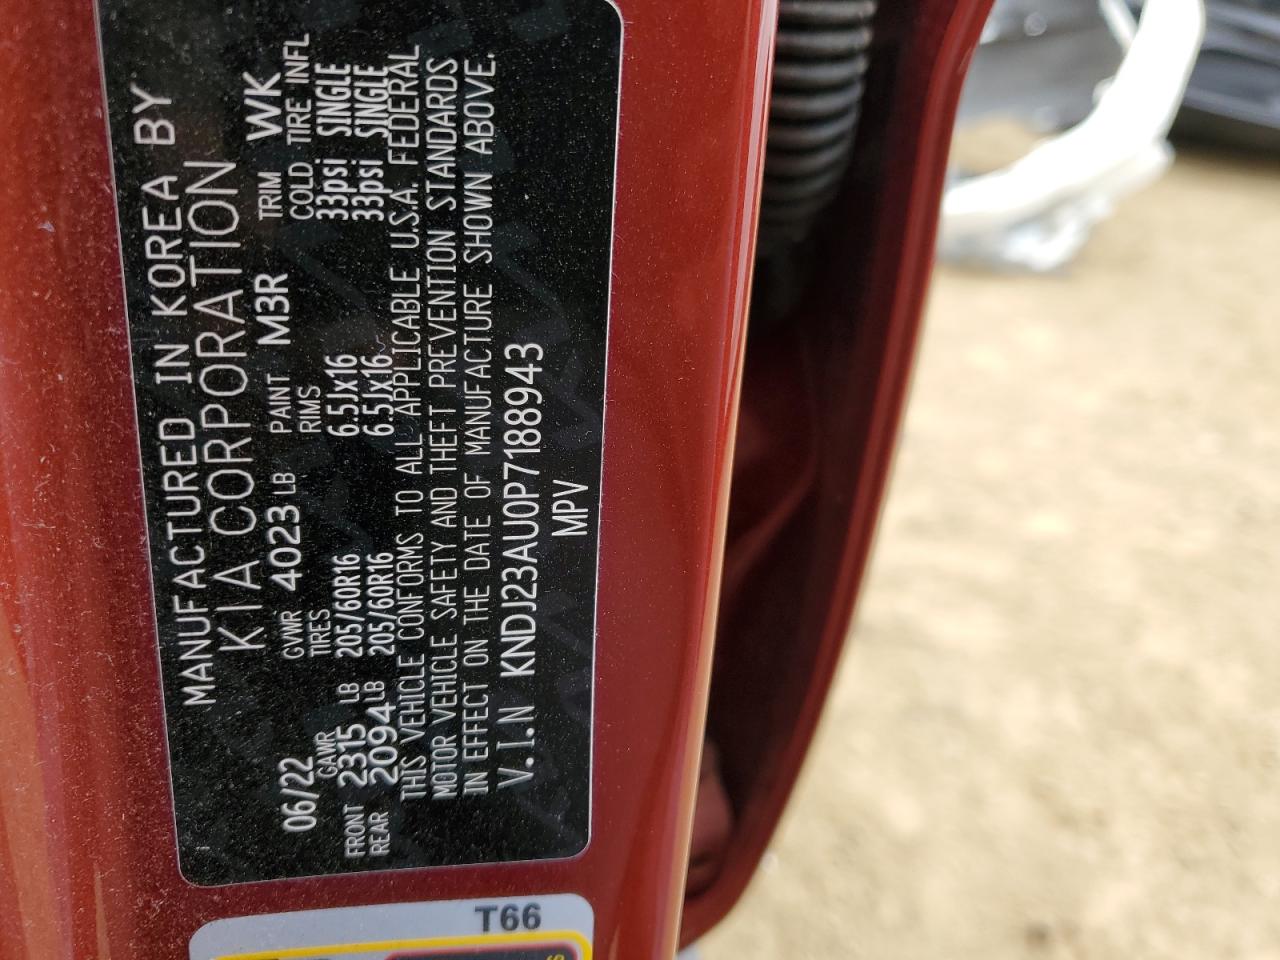 MANUFACTURED IN KOREA BY
KIA CORPORATION
06/22 GVWR 4023 LB PAINT M3R TRIM WK
GAWR TIRES RIMS COLD TIRE INFL
FRONT 2315 LB 205/60R16 6.5Jx16 33psi SINGLE
REAR 2094 LB 205/60R16 6.5Jx16 33psi SINGLE
THIS VEHICLE CONFORMS TO ALL APPLICABLE U.S.A. FEDERAL
MOTOR VEHICLE SAFETY AND THEFT PREVENTION STANDARDS
IN EFFECT ON THE DATE OF MANUFACTURE SHOWN ABOVE.
V.I.N KNDJ23AU0P7188943
MPV
T66